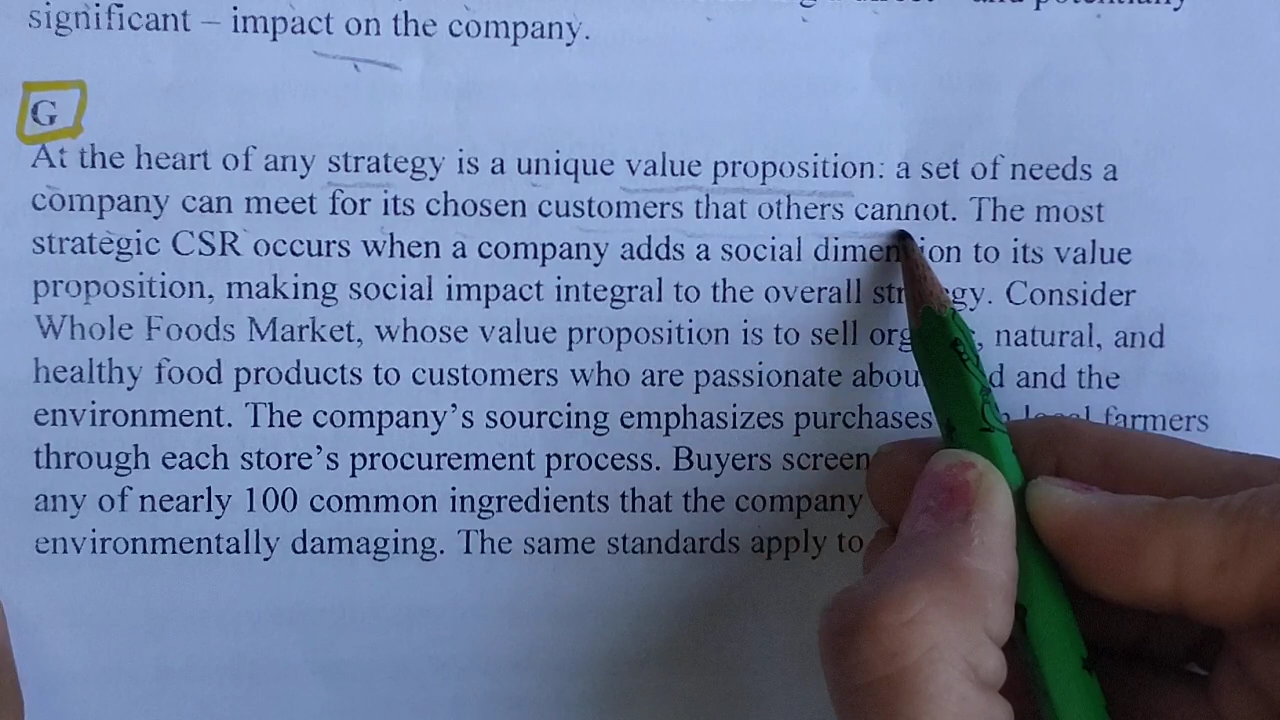 significant – impact on the company.
G
At the heart of any strategy is a unique value proposition: a set of needs a
company can meet for its chosen customers that others cannot. The most
strategic CSR occurs when a company adds a social dimension to its value
proposition, making social impact integral to the overall strategy. Consider
Whole Foods Market, whose value proposition is to sell natural, and
healthy food products to customers who are passionate and the
environment. The company's sourcing emphasizes purchases farmers
through each store's procurement process. Buyers screen
any of nearly 100 common ingredients that the company
environmentally damaging. The same standards apply to